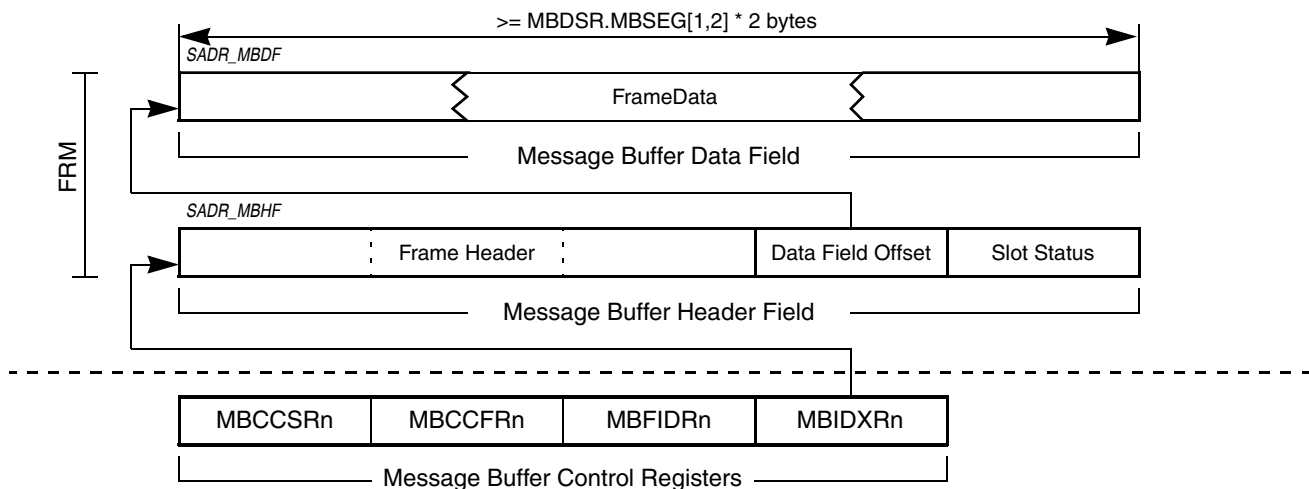 >= MBDSR.MBSEG[1,2] * 2 bytes
SADR_MBDF
FrameData
Message Buffer Data Field
FRM
SADR_MBHF
Frame Header Data Field Offset Slot Status
Message Buffer Header Field
MBCCSRn MBCCFRn MBFIDRn MBIDXRn
Message Buffer Control Registers